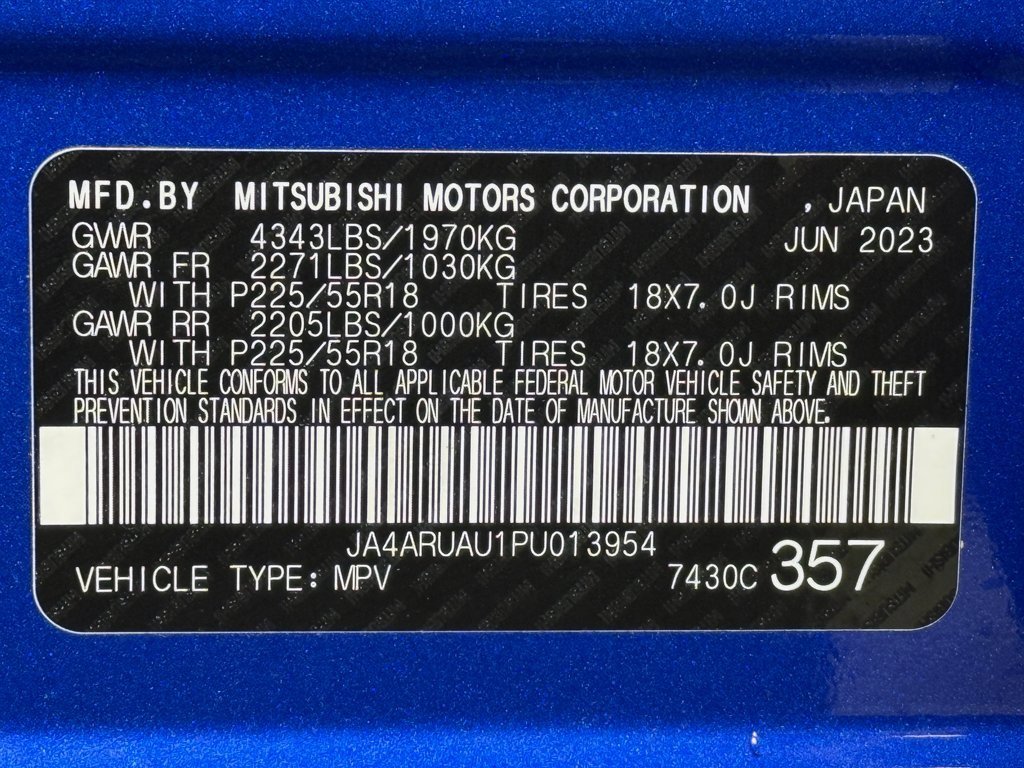 MFD.BY MITSUBISHI MOTORS CORPORATION , JAPAN
GVWR 4343LBS/1970KG JUN 2023
GAWR FR 2271LBS/1030KG
WITH P225/55R18 TIRES 18X7.0J RIMS
GAWR RR 2205LBS/1000KG
WITH P225/55R18 TIRES 18X7.0J RIMS
THIS VEHICLE CONFORMS TO ALL APPLICABLE FEDERAL MOTOR VEHICLE SAFETY AND THEFT
PREVENTION STANDARDS IN EFFECT ON THE DATE OF MANUFACTURE SHOWN ABOVE.
JA4ARUAU1PU013954
VEHICLE TYPE: MPV 7430C 357